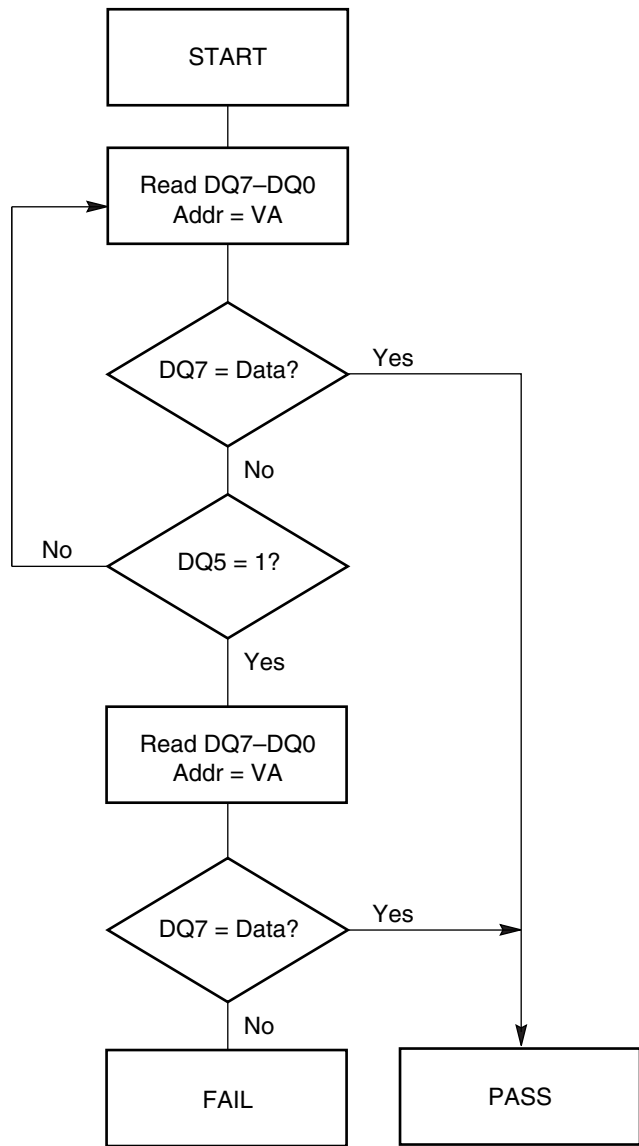 START
Read DQ7–DQ0
Addr = VA
DQ7 = Data?
Yes
No
DQ5 = 1?
No
Yes
Read DQ7–DQ0
Addr = VA
DQ7 = Data?
Yes
No
FAIL
PASS